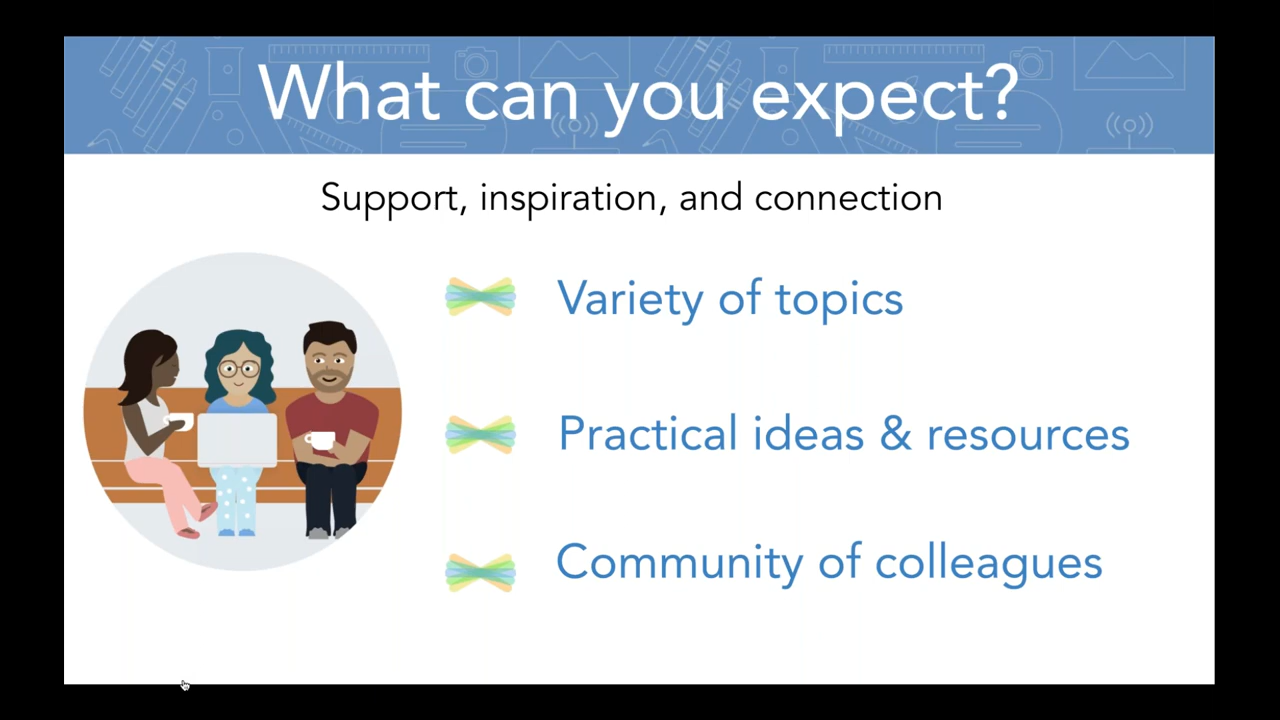 What can you expect?
Support, inspiration, and connection
Variety of topics
Practical ideas & resources
Community of colleagues